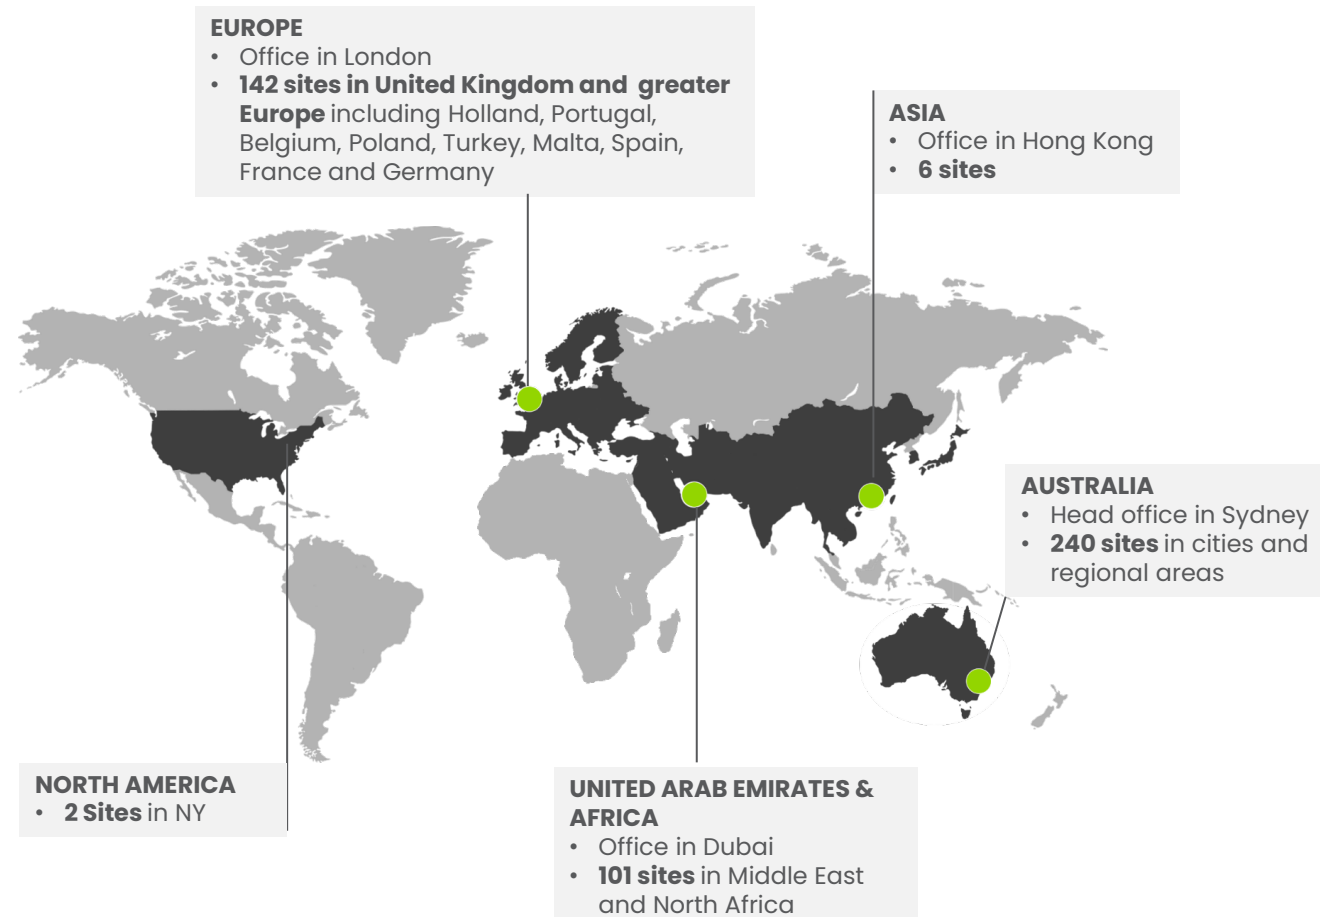 EUROPE
• Office in London
• 142 sites in United Kingdom and greater
Europe including Holland, Portugal,
Belgium, Poland, Turkey, Malta, Spain,
France and Germany
ASIA
• Office in Hong Kong
• 6 sites
AUSTRALIA
• Head office in Sydney
• 240 sites in cities and
regional areas
NORTH AMERICA
• 2 Sites in NY
UNITED ARAB EMIRATES &
AFRICA
• Office in Dubai
• 101 sites in Middle East
and North Africa